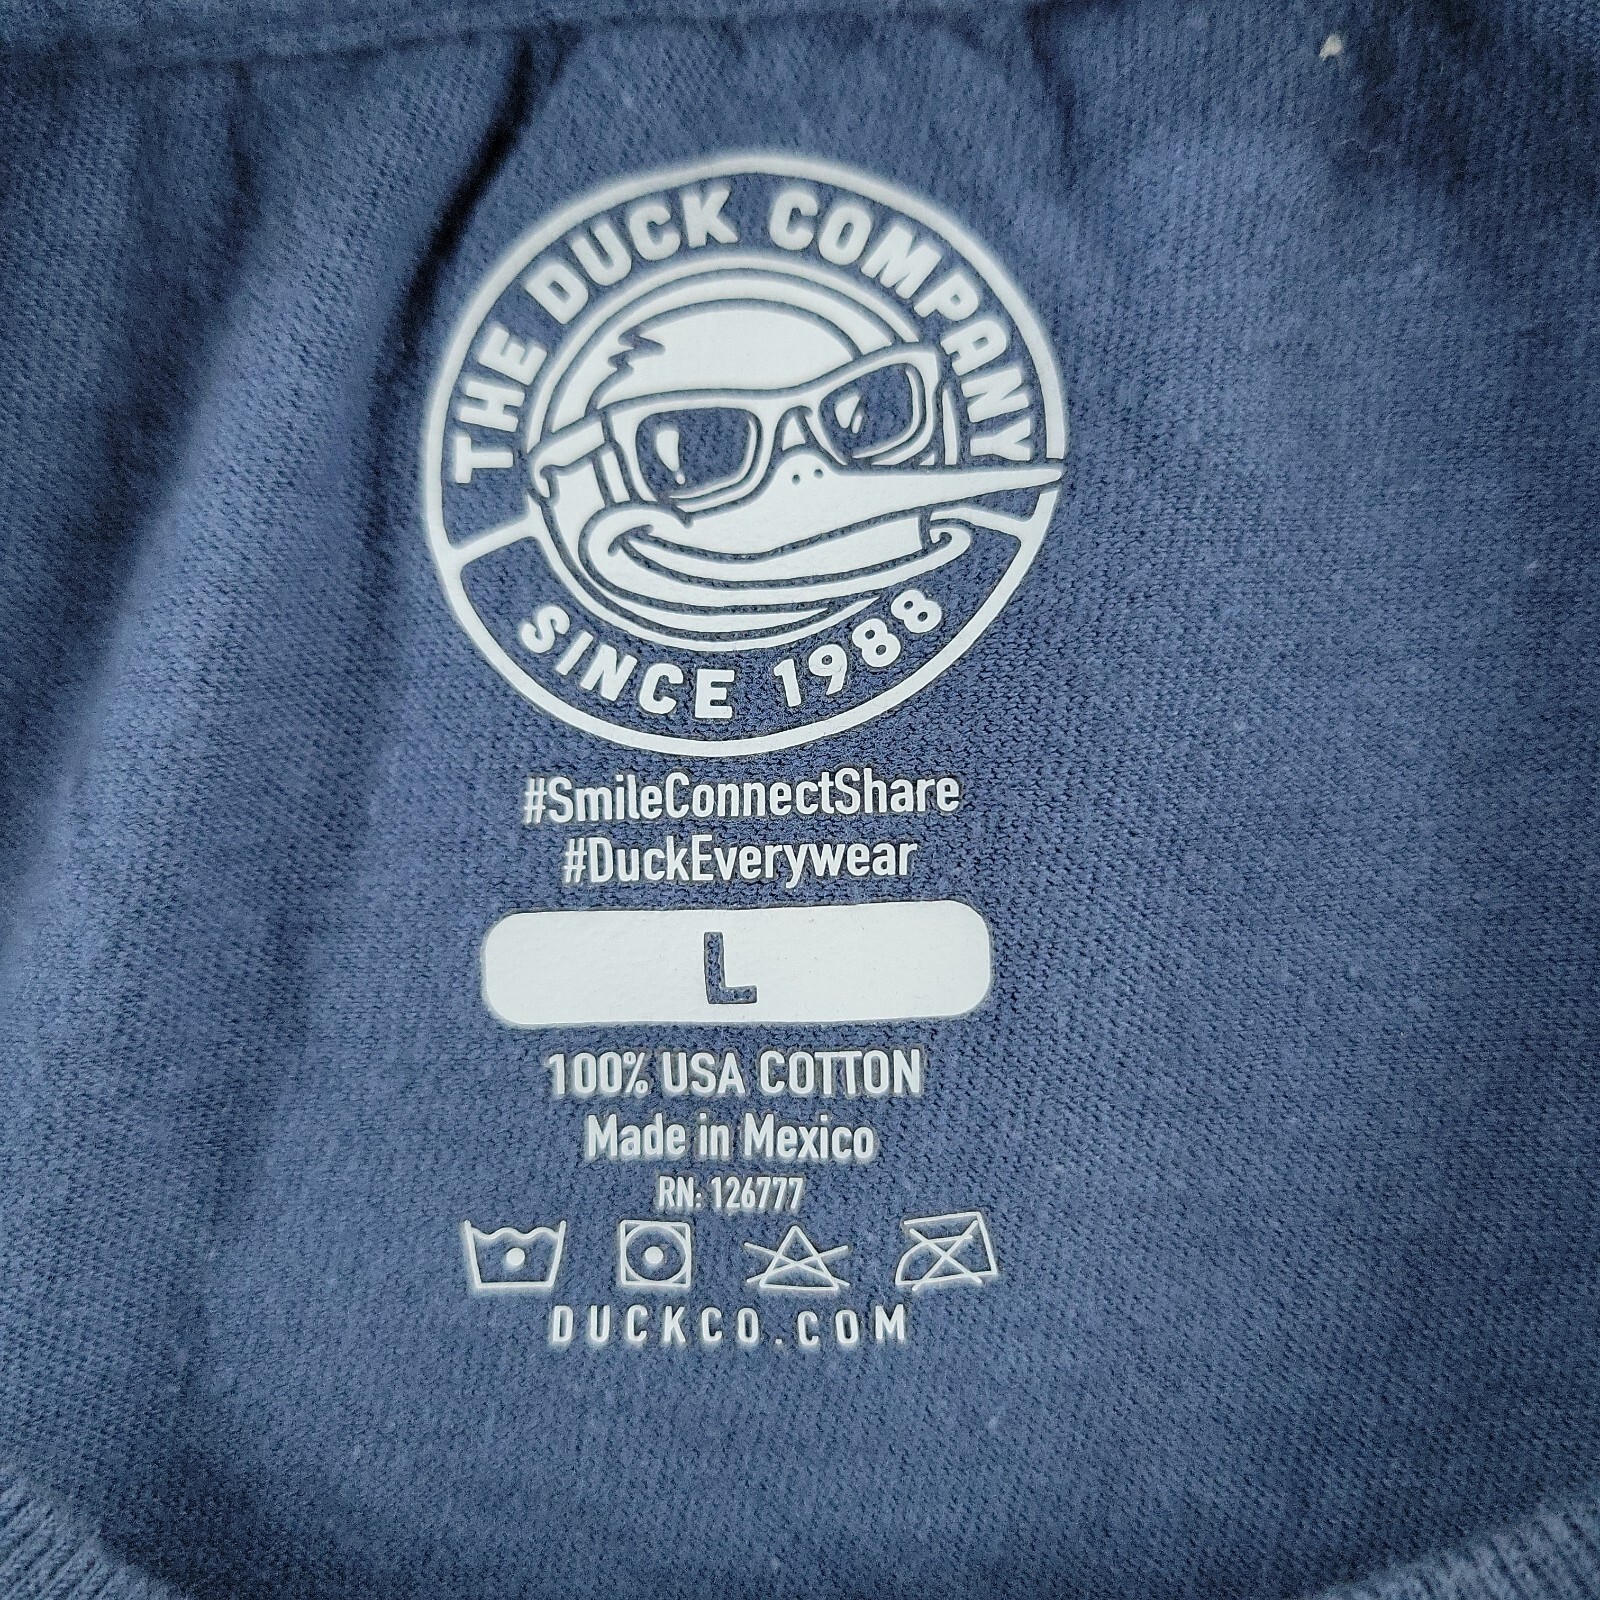 THE DUCK COMPANY
SINCE 1988
#SmileConnectShare
#DuckEverywear
L
100% USA COTTON
Made in Mexico
RN: 126777
DUCKCO.COM